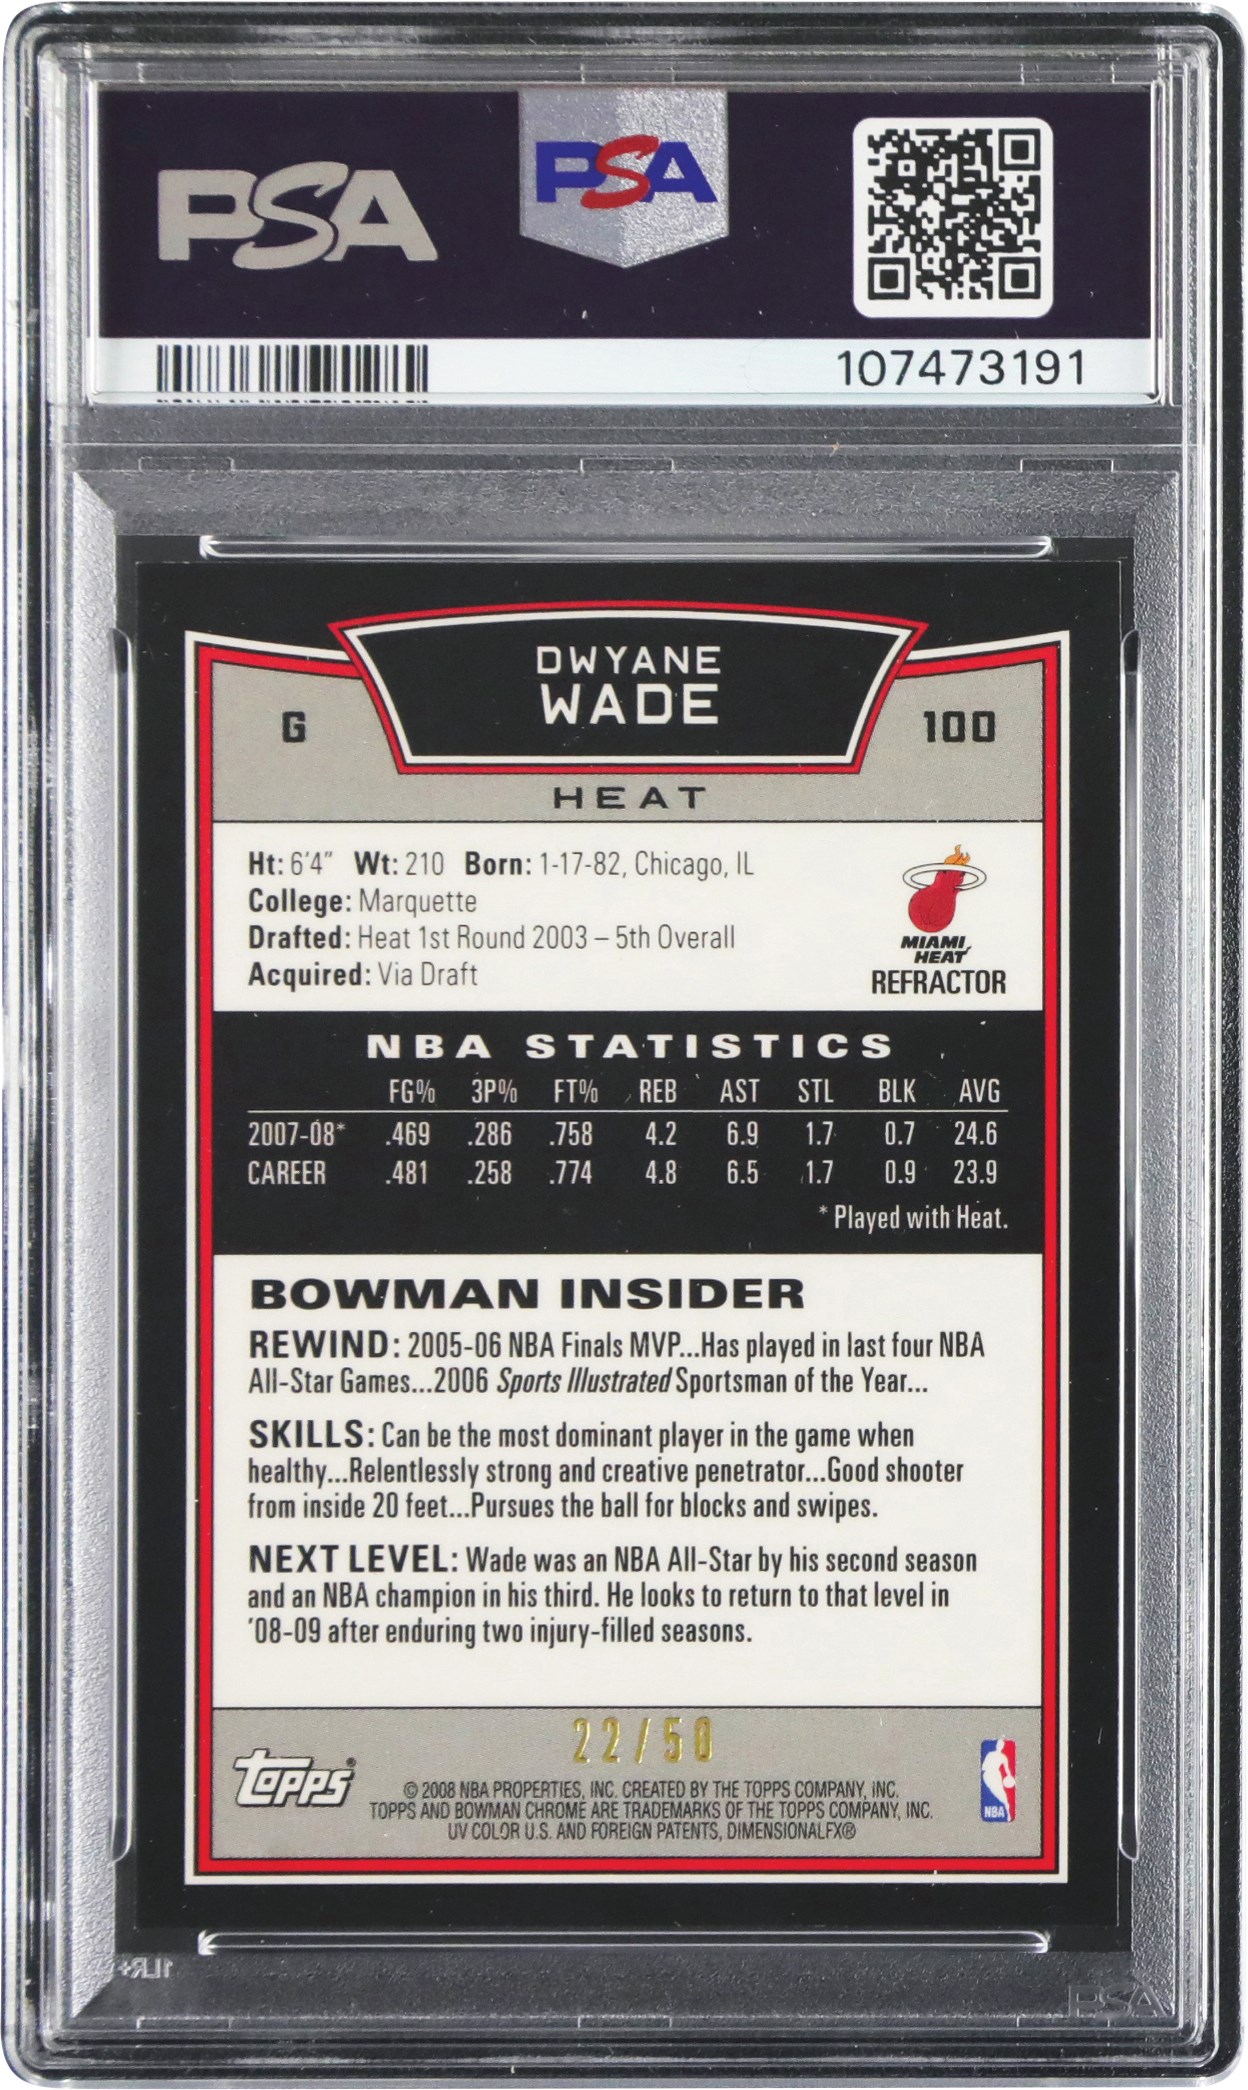 PSA
PSA
107473191
DWYANE
WADE
G
100
HEAT
Ht: 6'4" Wt: 210 Born: 1-17-82, Chicago, IL
College: Marquette
Drafted: Heat 1st Round 2003 – 5th Overall
Acquired: Via Draft
MIAMI
HEAT
REFRACTOR
NBA STATISTICS
FG% 3P% FT% REB AST STL BLK AVG
2007-08* .469 .286 .758 4.2 6.9 1.7 0.7 24.6
CAREER .481 .258 .774 4.8 6.5 1.7 0.9 23.9
* Played with Heat.
BOWMAN INSIDER
REWIND: 2005-06 NBA Finals MVP...Has played in last four NBA
All-Star Games...2006 Sports Illustrated Sportsman of the Year...
SKILLS: Can be the most dominant player in the game when
healthy...Relentlessly strong and creative penetrator...Good shooter
from inside 20 feet...Pursues the ball for blocks and swipes.
NEXT LEVEL: Wade was an NBA All-Star by his second season
and an NBA champion in his third. He looks to return to that level in
'08-09 after enduring two injury-filled seasons.
22/50
Topps®
© 2008 NBA PROPERTIES, INC. CREATED BY THE TOPPS COMPANY, INC.
TOPPS AND BOWMAN CHROME ARE TRADEMARKS OF THE TOPPS COMPANY, INC.
UV COLOR U.S. AND FOREIGN PATENTS, DIMENSIONALFX®
NBA
1LR+
PSA